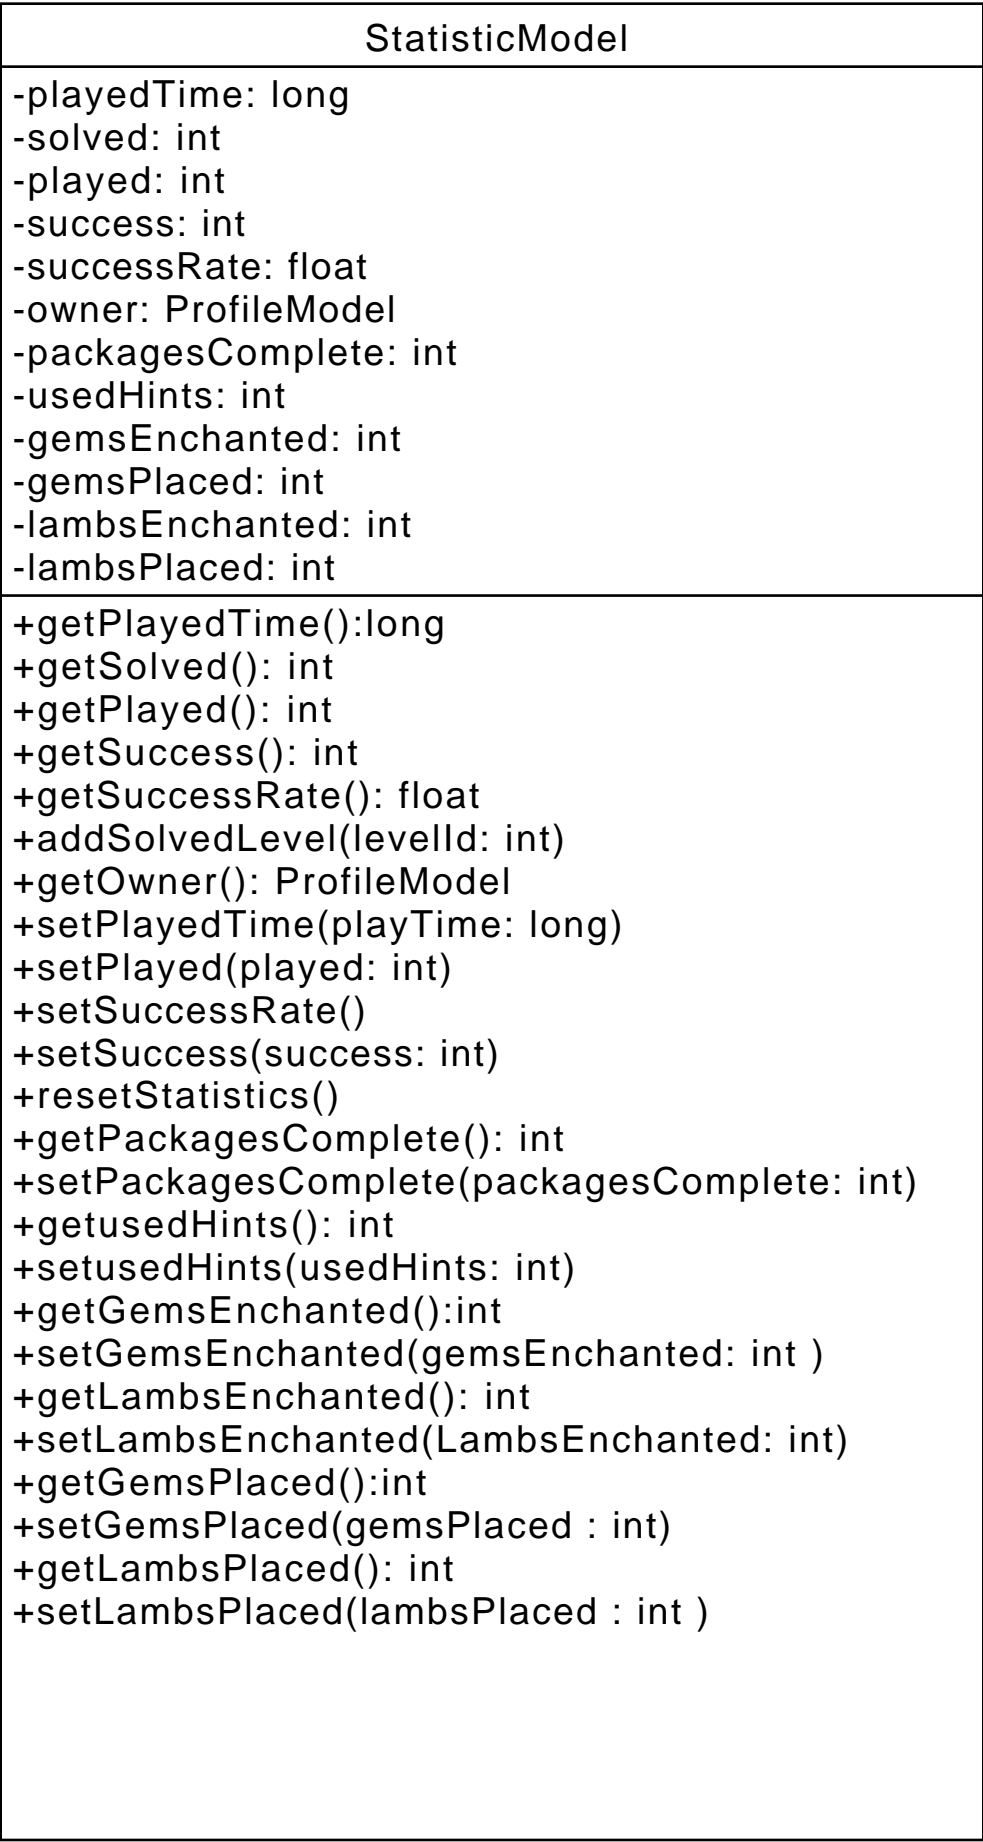 StatisticModel
-playedTime: long
-solved: int
-played: int
-success: int
-successRate: float
-owner: ProfileModel
-packagesComplete: int
-usedHints: int
-gemsEnchanted: int
-gemsPlaced: int
-lambsEnchanted: int
-lambsPlaced: int
+getPlayedTime():long
+getSolved(): int
+getPlayed(): int
+getSuccess(): int
+getSuccessRate(): float
+addSolvedLevel(levelId: int)
+getOwner(): ProfileModel
+setPlayedTime(playTime: long)
+setPlayed(played: int)
+setSuccessRate()
+setSuccess(success: int)
+resetStatistics()
+getPackagesComplete(): int
+setPackagesComplete(packagesComplete: int)
+getusedHints(): int
+setusedHints(usedHints: int)
+getGemsEnchanted():int
+setGemsEnchanted(gemsEnchanted: int )
+getLambsEnchanted(): int
+setLambsEnchanted(LambsEnchanted: int)
+getGemsPlaced():int
+setGemsPlaced(gemsPlaced : int)
+getLambsPlaced(): int
+setLambsPlaced(lambsPlaced : int )